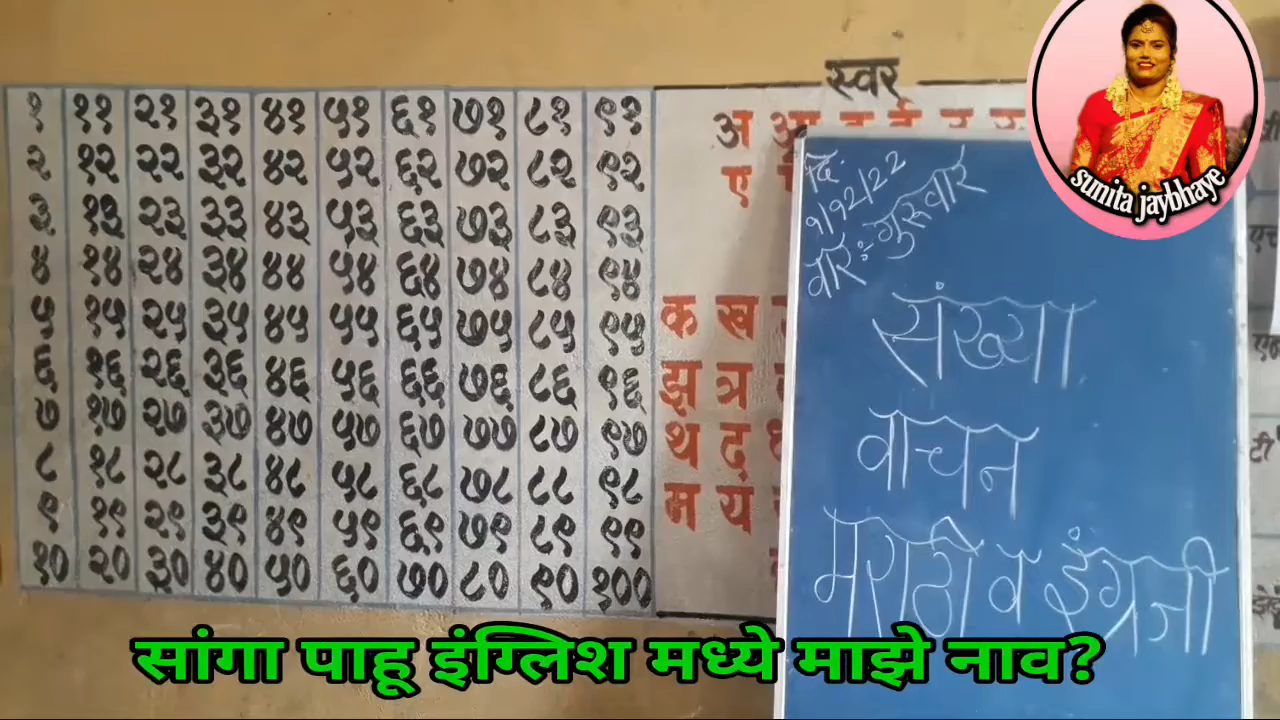 १ ११ २१ ३१ ४१ ५१ ६१ ७१ ८१ ९१
२ १२ २२ ३२ ४२ ५२ ६२ ७२ ८२ ९२
३ १३ २३ ३३ ४३ ५३ ६३ ७३ ८३ ९३
४ १४ २४ ३४ ४४ ५४ ६४ ७४ ८४ ९४
५ १५ २५ ३५ ४५ ५५ ६५ ७५ ८५ ९५
६ १६ २६ ३६ ४६ ५६ ६६ ७६ ८६ ९६
७ १७ २७ ३७ ४७ ५७ ६७ ७७ ८७ ९७
८ १८ २८ ३८ ४८ ५८ ६८ ७८ ८८ ९८
९ १९ २९ ३९ ४९ ५९ ६९ ७९ ८९ ९९
१० २० ३० ४० ५० ६० ७० ८० ९० १००
स्वर
अ
ए
क ख
झ त्र
थ द
म य
दि.
१/१२/२२
वार:- गुरुवार
संख्या
वाचन
मराठी व इंग्रजी
sunita jaybhaye
टी
सांगा पाहू इंग्लिश मध्ये माझे नाव?